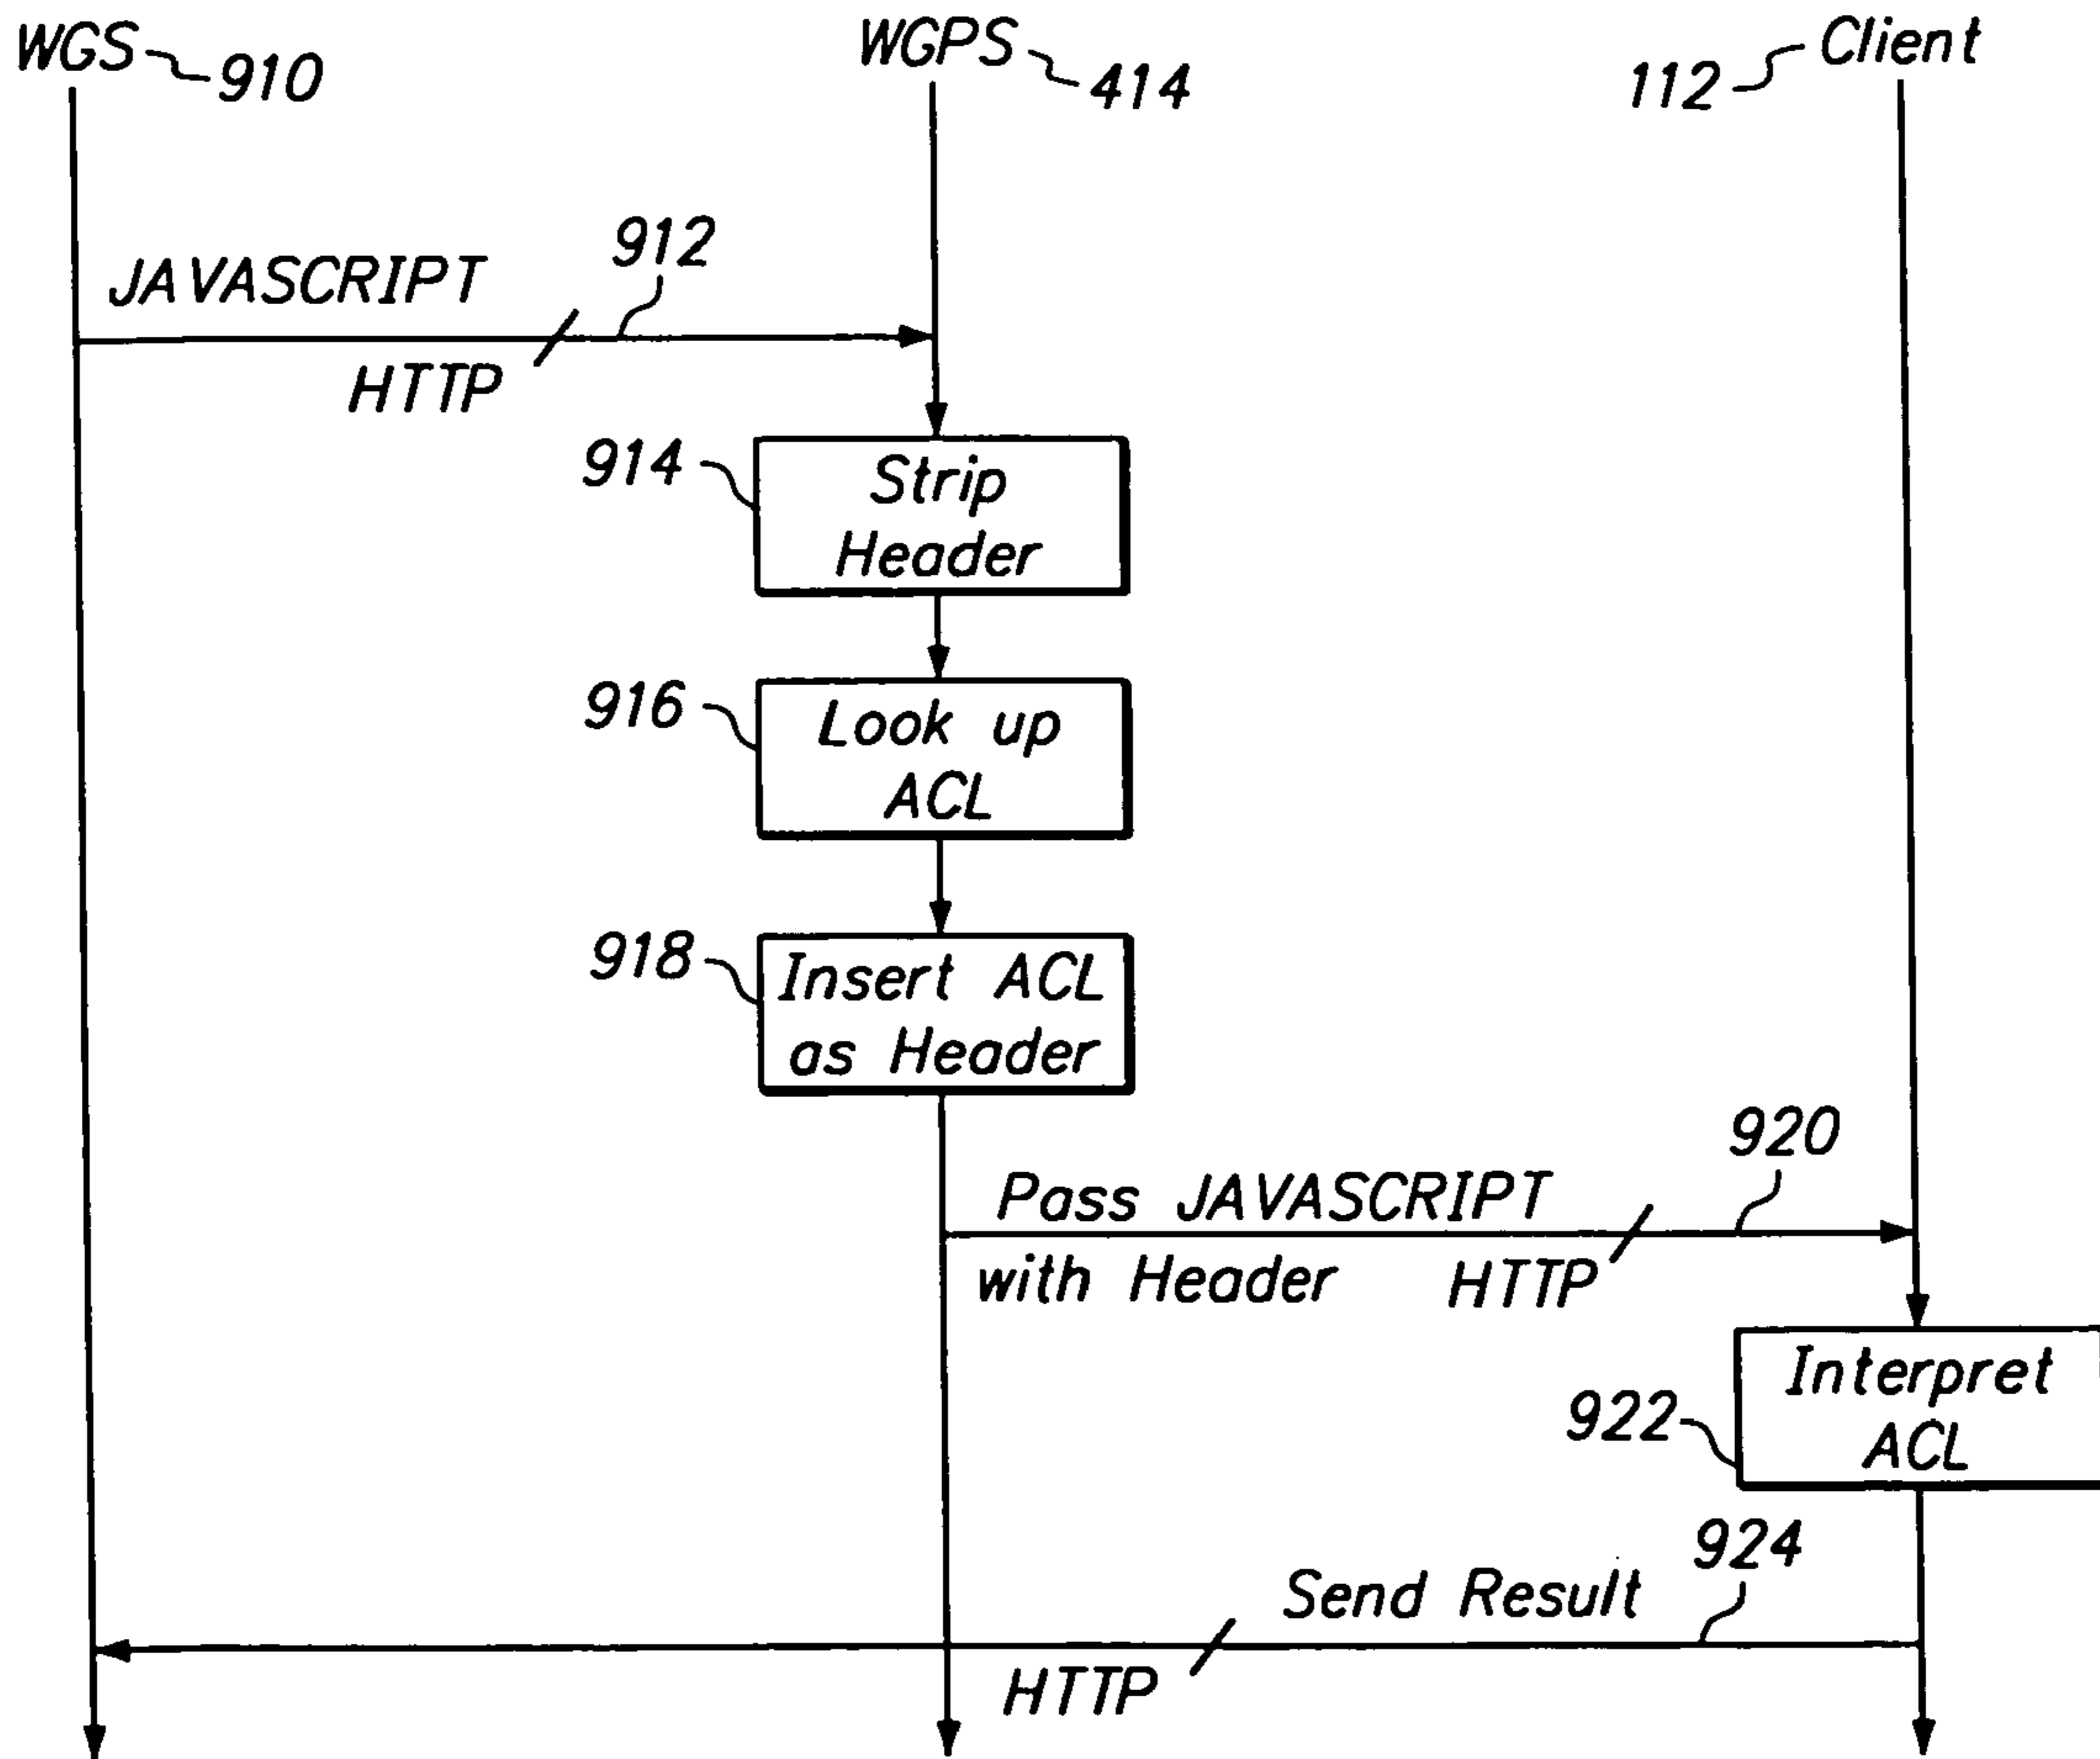 WGS 910
WGPS 414
112 Client
912
JAVASCRIPT
HTTP
914
Strip
Header
916
Look up
ACL
918
Insert ACL
as Header
920
Pass JAVASCRIPT
with Header HTTP
922
Interpret
ACL
924
Send Result
HTTP